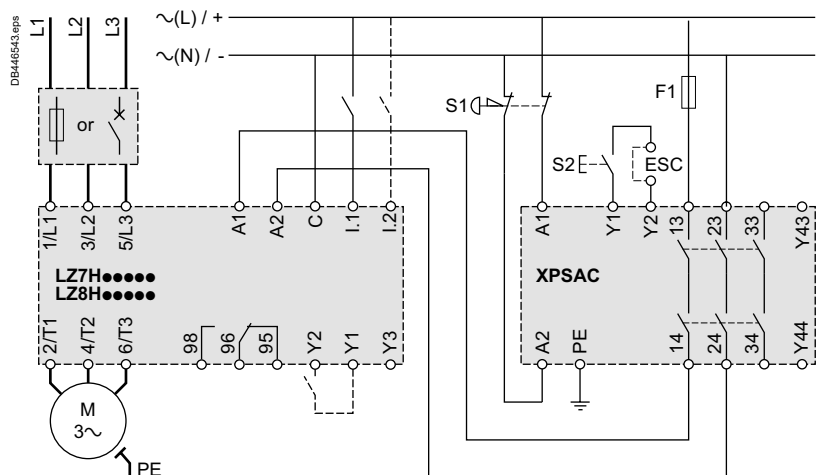 DB446543.eps
L1 L2 L3
~(L) / +
~(N) / -
or
S1
F1
S2
ESC
1/L1 3/L2 5/L3 A1 A2 C I.1 I.2
A1 Y1 Y2 13 23 33 Y43
LZ7H●●●●●
LZ8H●●●●●
XPSAC
2/T1 4/T2 6/T3 98 96 95 Y2 Y1 Y3
A2 PE 14 24 34 Y44
M
3~
PE